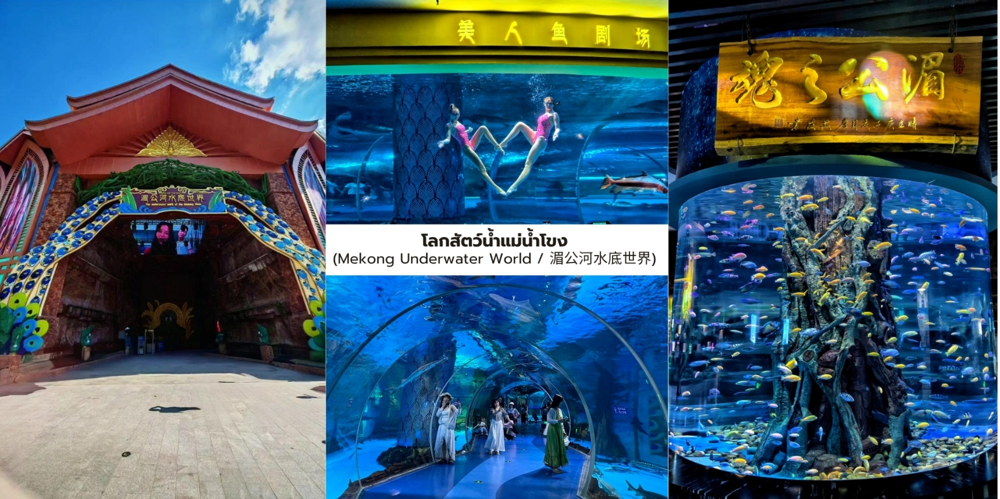 湄公河水底世界
The underwater world of the Mekong River
美人鱼剧场
โลกสัตว์น้ำแม่น้ำโขง
(Mekong Underwater World / 湄公河水底世界)
湄公之魂